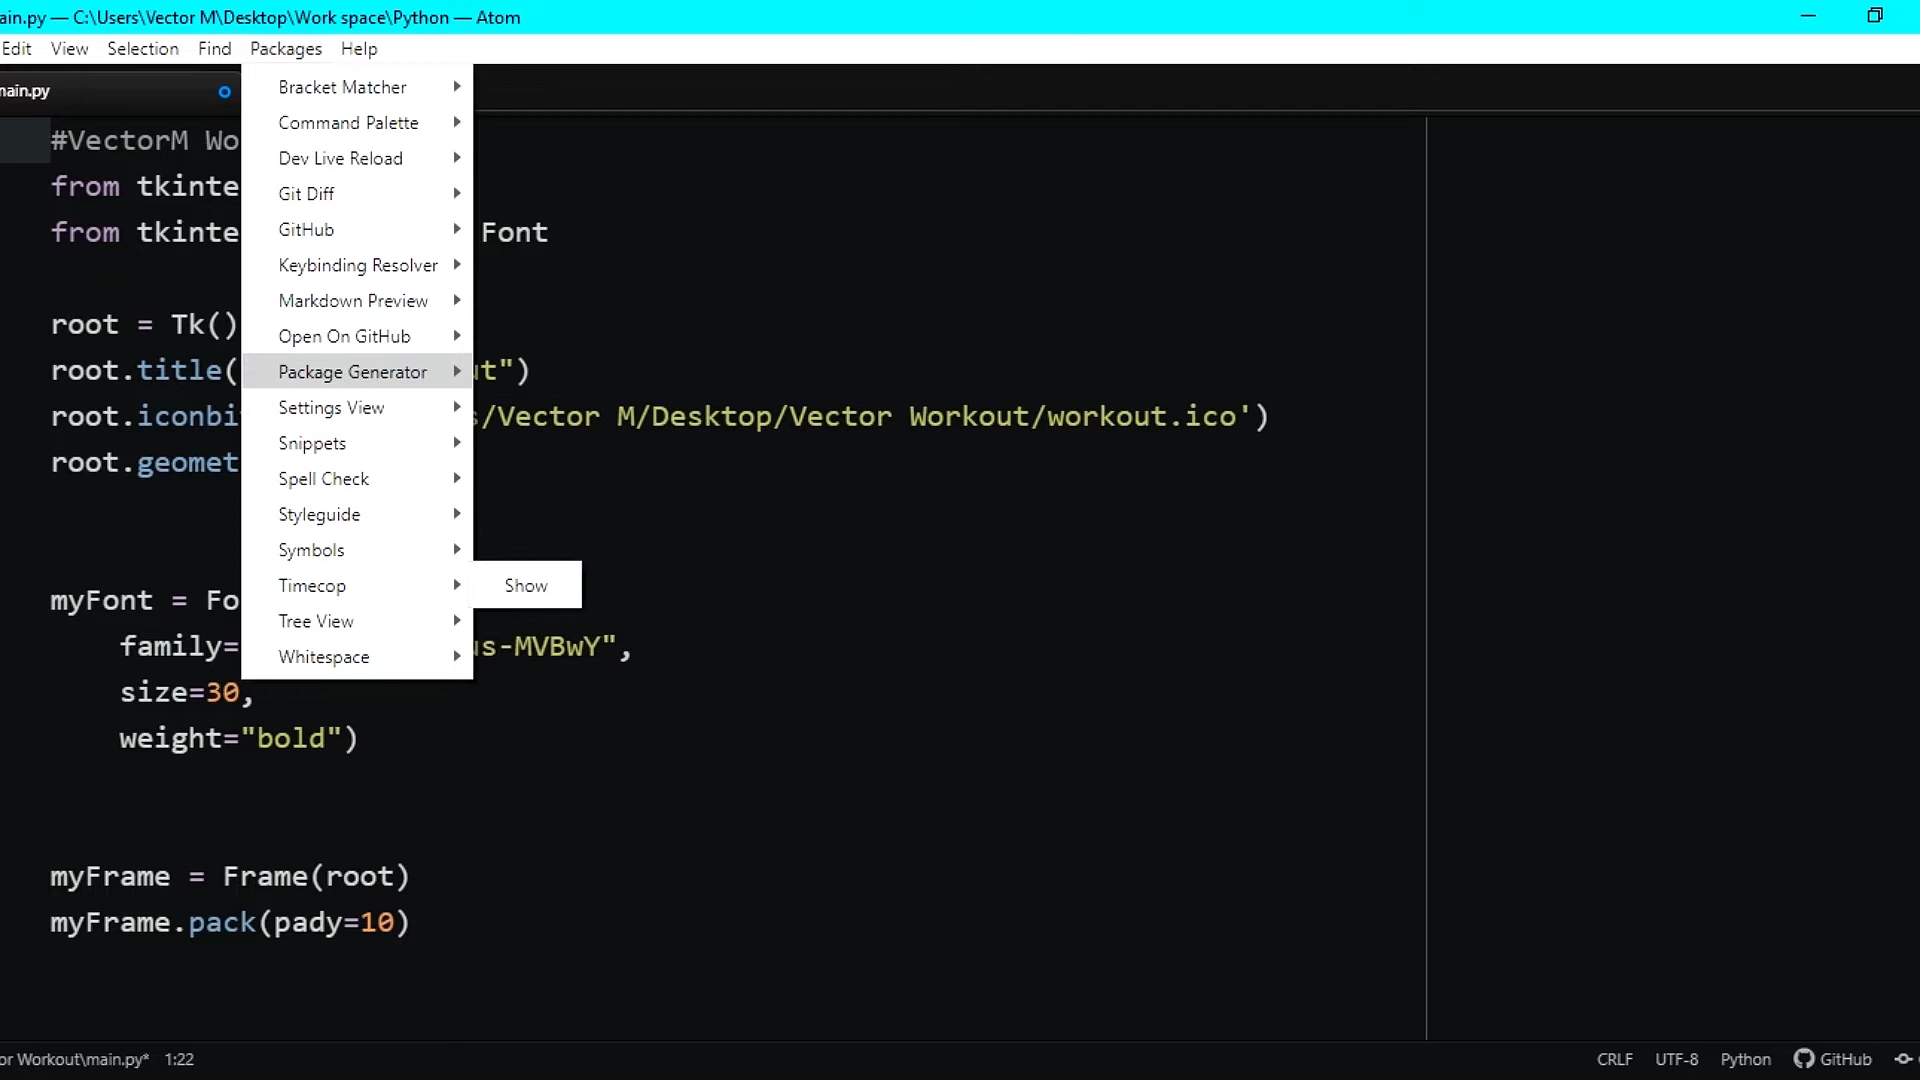 ain.py — C:\Users\Vector M\Desktop\Work space\Python — Atom
Edit View Selection Find Packages Help
main.py
Bracket Matcher
Command Palette
Dev Live Reload
Git Diff
GitHub
Keybinding Resolver
Markdown Preview
Open On GitHub
Package Generator
Settings View
Snippets
Spell Check
Styleguide
Symbols
Timecop
Tree View
Whitespace
Show
#VectorM Wo
from tkinte
from tkinte Font
root = Tk()
root.title( ut")
root.iconbi s/Vector M/Desktop/Vector Workout/workout.ico')
root.geomet
myFont = Fo
family= us-MVBwY",
size=30,
weight="bold")
myFrame = Frame(root)
myFrame.pack(pady=10)
or Workout\main.py* 1:22 CRLF UTF-8 Python GitHub